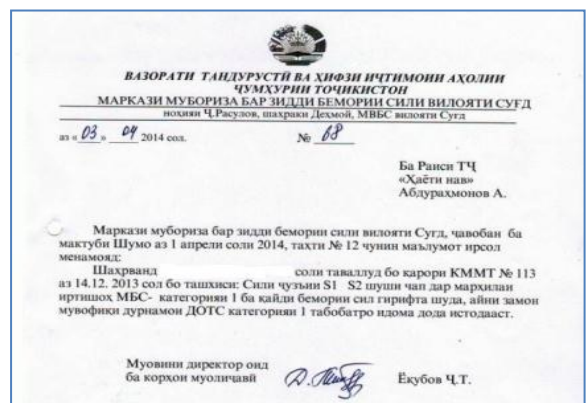 ВАЗОРАТИ ТАНДУРУСТӢ ВА ҲИФЗИ ИҶТИМОИИ АҲОЛИИ
ҶУМҲУРИИ ТОҶИКИСТОН
МАРКАЗИ МУБОРИЗА БАР ЗИДДИ БЕМОРИИ СИЛИ ВИЛОЯТИ СУҒД
ноҳияи Ҷ.Расулов, шаҳраки Деҳмой, МВБС вилояти Суғд
аз « 03 » 04 2014 сол. № 68
Ба Раиси ТҶ
«Ҳаёти нав»
Абдураҳмонов А.
Маркази мубориза бар зидди бемории сили вилояти Суғд, ҷавобан ба
мактуби Шумо аз 1 апрели соли 2014, таҳти № 12 чунин маълумот ирсол
менамояд:
Шаҳрванд соли таваллуд бо қарори КММТ № 113
аз 14.12. 2013 сол бо ташхиси: Сили ҷузъии S1 S2 шуши чап дар марҳилаи
иртишоҳ МБС- категорияи 1 ба қайди бемории сил гирифта шуда, айни замон
мувофиқи дурнамои ДОТС категорияи 1 табобатро идома дода истодааст.
Муовини директор оид
ба корҳои муолиҷавӣ Ёқубов Ҷ.Т.